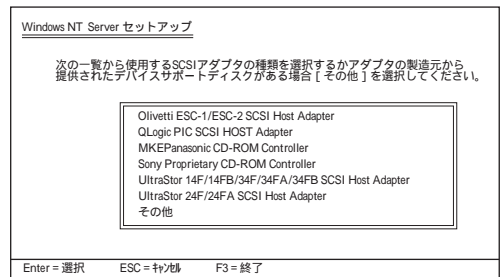 Windows NT Server セットアップ
次の一覧から使用するSCSIアダプタの種類を選択するかアダプタの製造元から
提供されたデバイスサポートディスクがある場合［その他］を選択してください。
Olivetti ESC-1/ESC-2 SCSI Host Adapter
QLogic PIC SCSI HOST Adapter
MKEPanasonic CD-ROM Controller
Sony Proprietary CD-ROM Controller
UltraStor 14F/14FB/34F/34FA/34FB SCSI Host Adapter
UltraStor 24F/24FA SCSI Host Adapter
その他
Enter = 選択 ESC = ｷｬﾝｾﾙ F3 = 終了